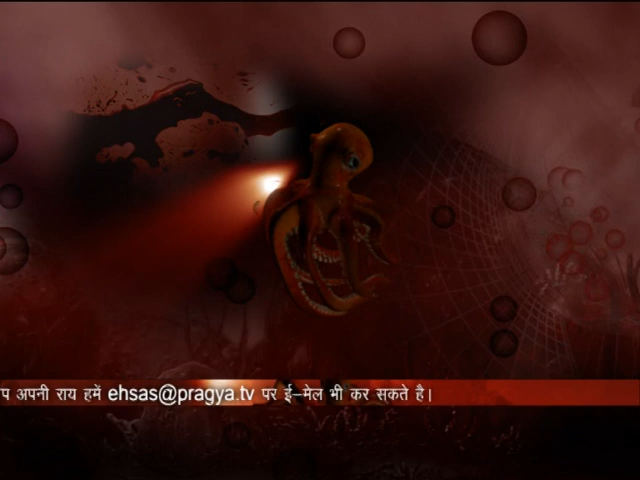 अपनी राय हमें ehsas@pragya.tv पर ई–मेल भी कर सकते है।